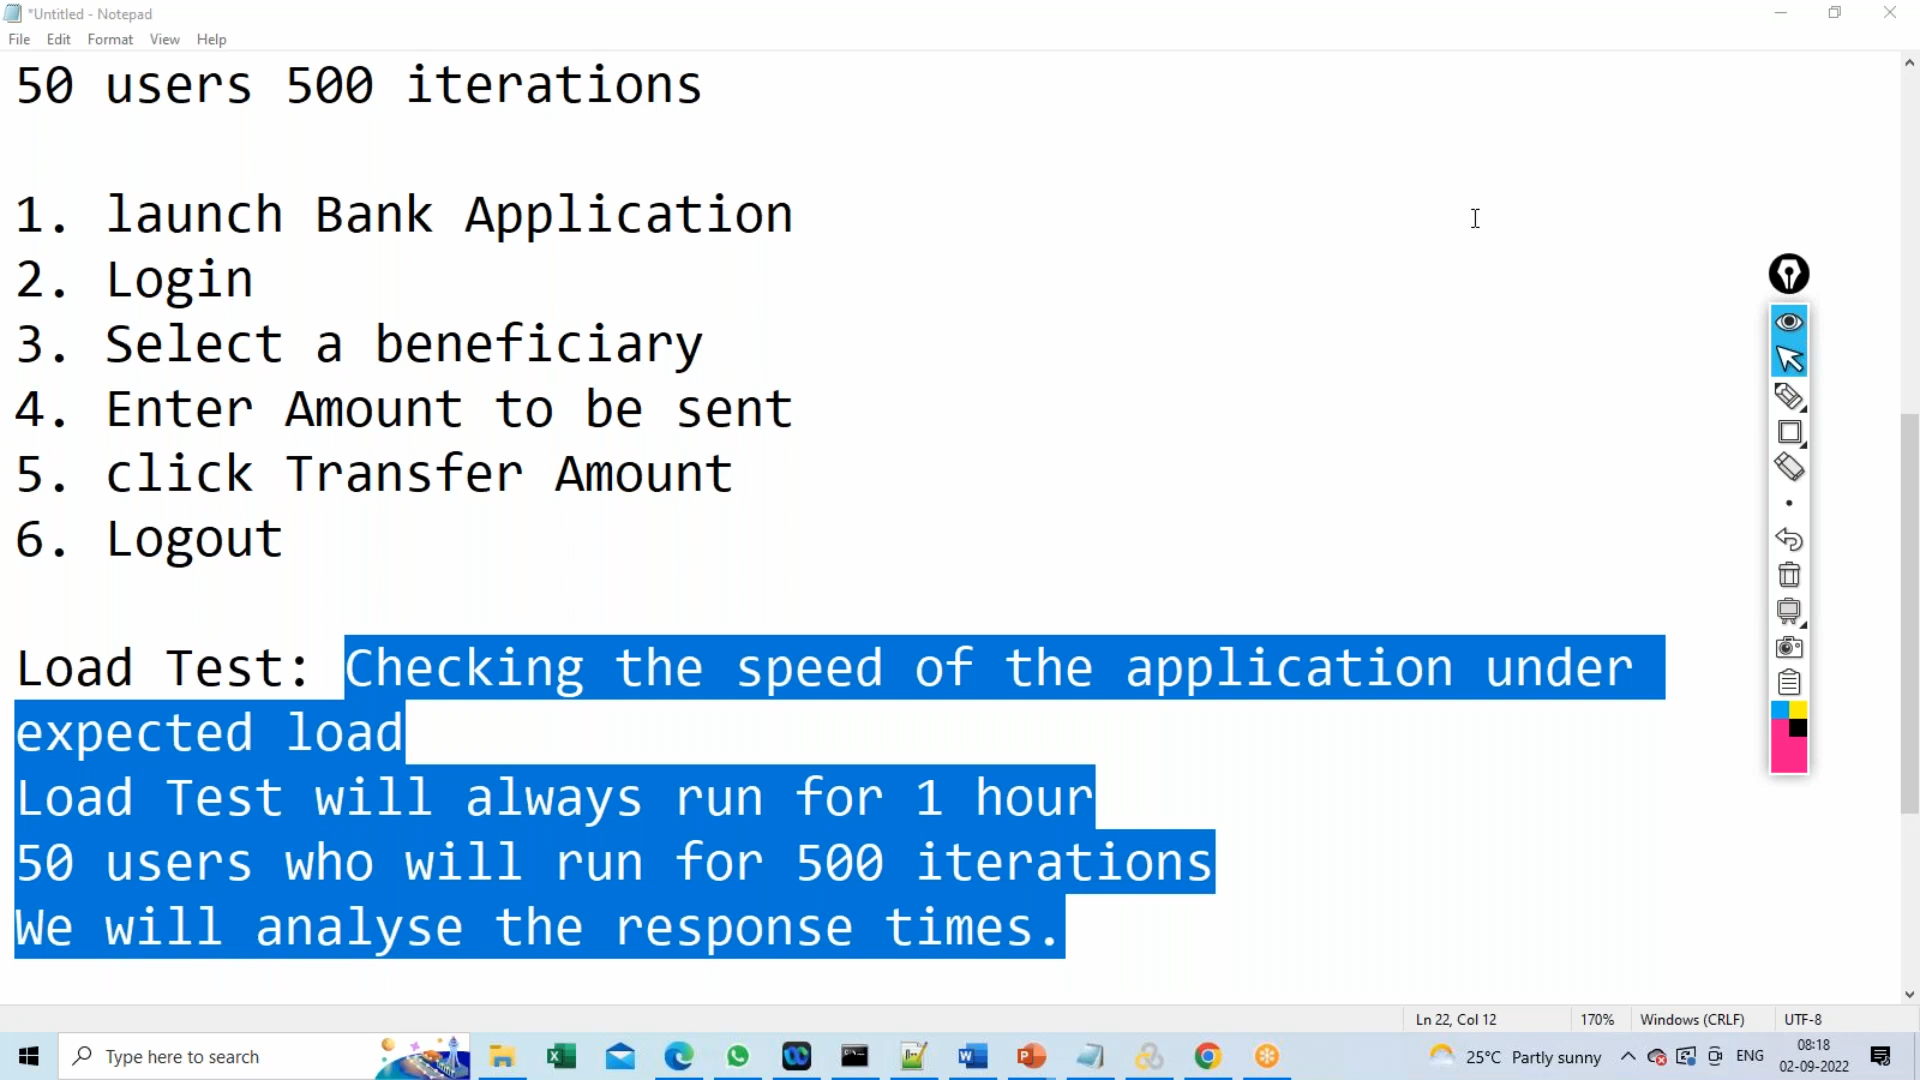 *Untitled - Notepad
File Edit Format View Help
50 users 500 iterations
1. launch Bank Application
2. Login
3. Select a beneficiary
4. Enter Amount to be sent
5. click Transfer Amount
6. Logout
Load Test: Checking the speed of the application under
expected load
Load Test will always run for 1 hour
50 users who will run for 500 iterations
We will analyse the response times.
Ln 22, Col 12 170% Windows (CRLF) UTF-8
Type here to search 25°C Partly sunny ENG 08:18
02-09-2022